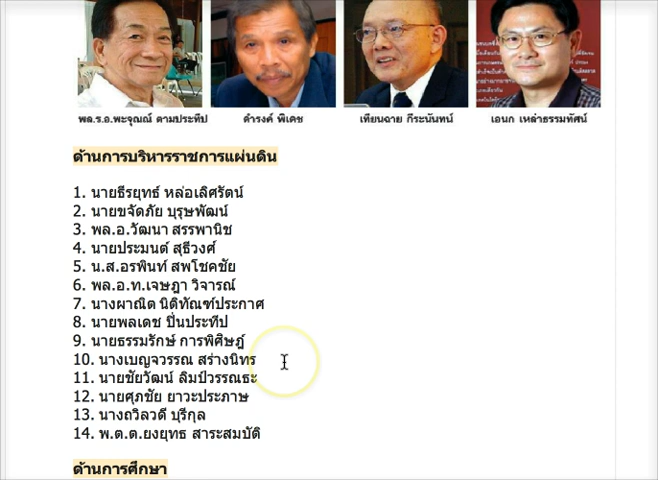 พล.ร.อ.พะจุณณ์ ตามประทีป
ดำรงค์ พิเดช
เทียนฉาย กีระนันทน์
เอนก เหล่าธรรมทัศน์
ด้านการบริหารราชการแผ่นดิน
1. นายธีรยุทธ์ หล่อเลิศรัตน์
2. นายขจัดภัย บุรุษพัฒน์
3. พล.อ.วัฒนา สรรพานิช
4. นายประมนต์ สุธีวงศ์
5. น.ส.อรพินท์ สพโชคชัย
6. พล.อ.ท.เจษฎา วิจารณ์
7. นางผาณิต นิติทัณฑ์ประกาศ
8. นายพลเดช ปิ่นประทีป
9. นายธรรมรักษ์ การพิศิษฎ์
10. นางเบญจวรรณ สร่างนิทร
11. นายชัยวัฒน์ ลิมป์วรรณธะ
12. นายศุภชัย ยาวะประภาษ
13. นางถวิลวดี บุรีกุล
14. พ.ต.ต.ยงยุทธ สาระสมบัติ
ด้านการศึกษา